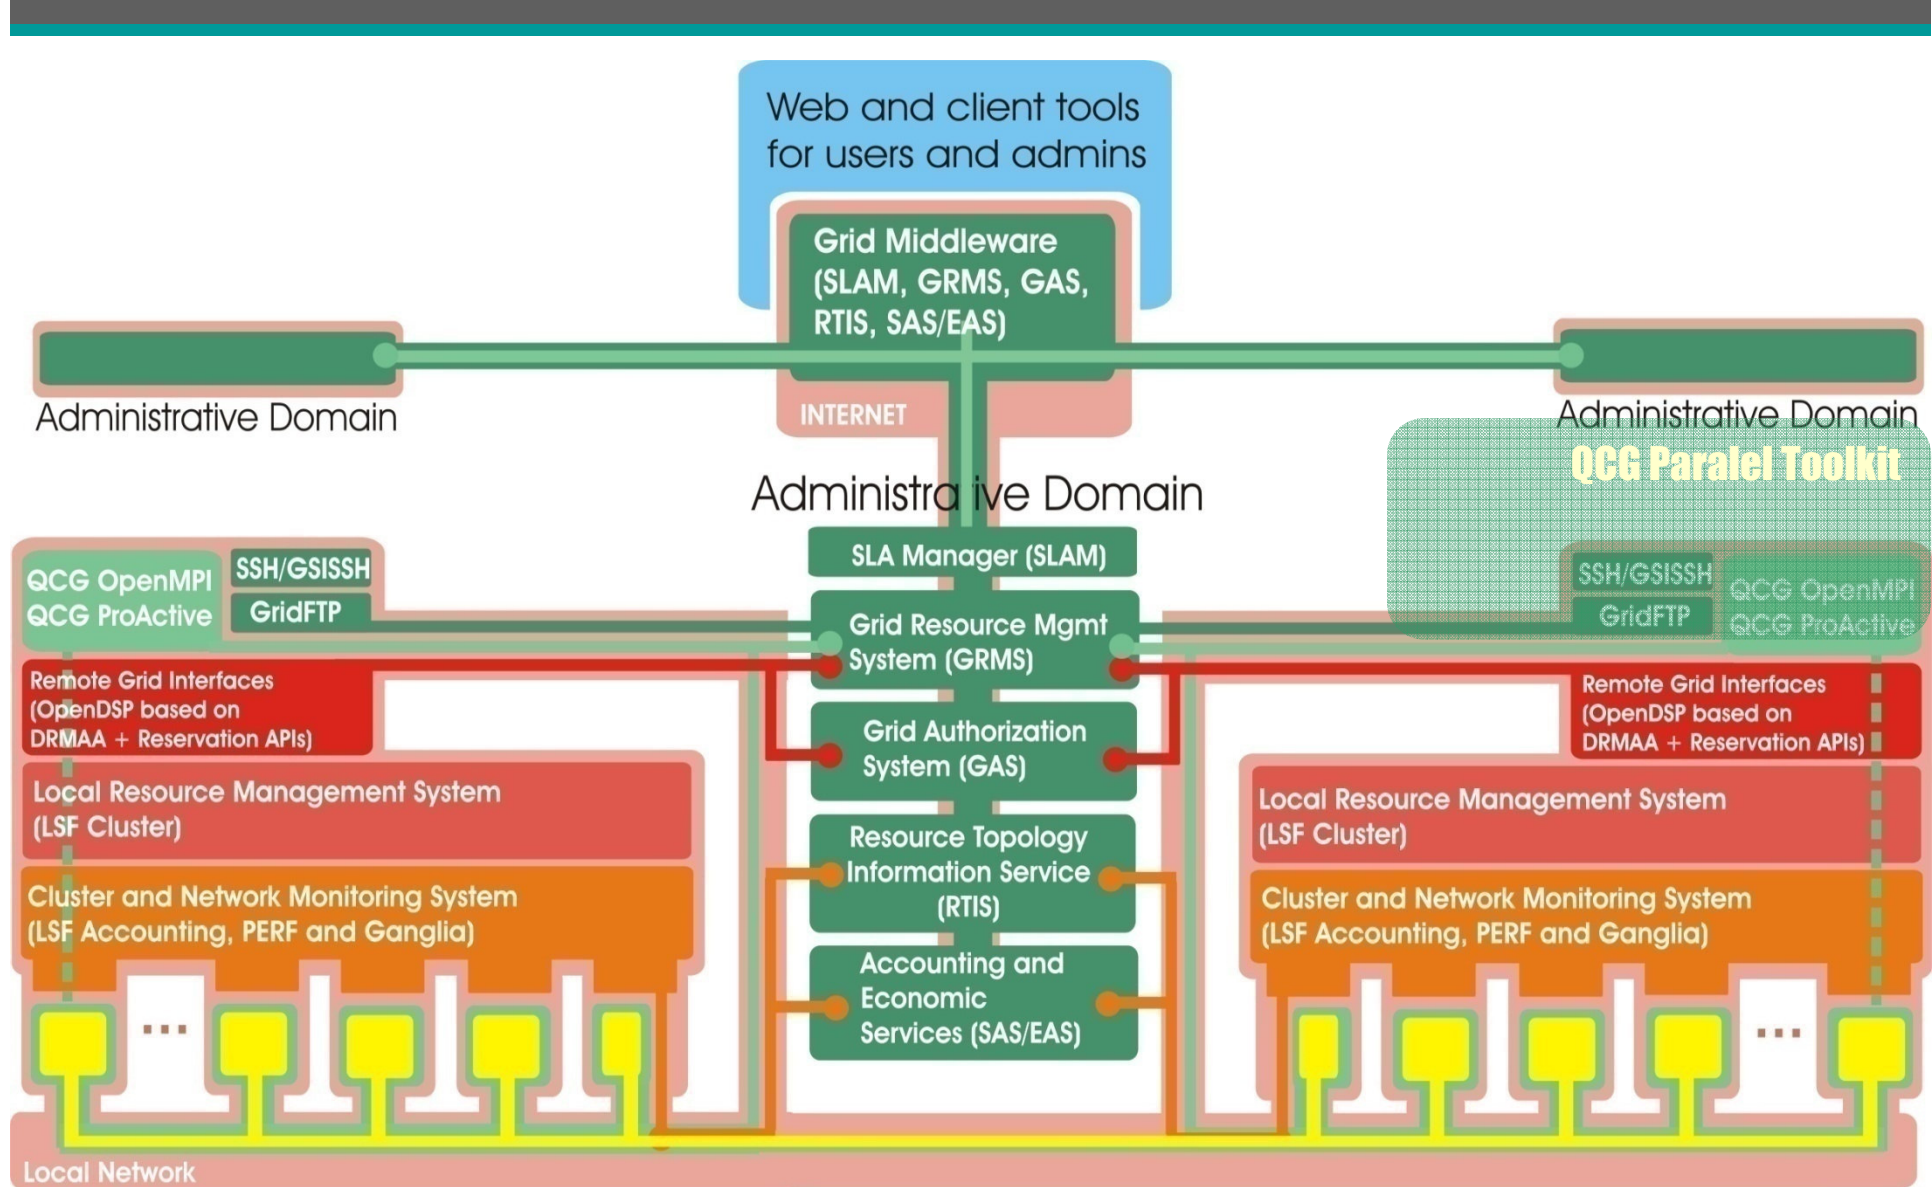 Web and client tools
for users and admins
Grid Middleware
(SLAM, GRMS, GAS,
RTIS, SAS/EAS)
INTERNET
Administrative Domain
Administrative Domain
QCG Paralel Toolkit
Administrative Domain
SLA Manager (SLAM)
Grid Resource Mgmt
System (GRMS)
Grid Authorization
System (GAS)
Resource Topology
Information Service
(RTIS)
Accounting and
Economic
Services (SAS/EAS)
QCG OpenMPI
QCG ProActive
SSH/GSISSH
GridFTP
Remote Grid Interfaces
(OpenDSP based on
DRMAA + Reservation APIs)
Local Resource Management System
(LSF Cluster)
Cluster and Network Monitoring System
(LSF Accounting, PERF and Ganglia)
...
SSH/GSISSH
GridFTP
QCG OpenMPI
QCG ProActive
Remote Grid Interfaces
(OpenDSP based on
DRMAA + Reservation APIs)
Local Resource Management System
(LSF Cluster)
Cluster and Network Monitoring System
(LSF Accounting, PERF and Ganglia)
...
Local Network